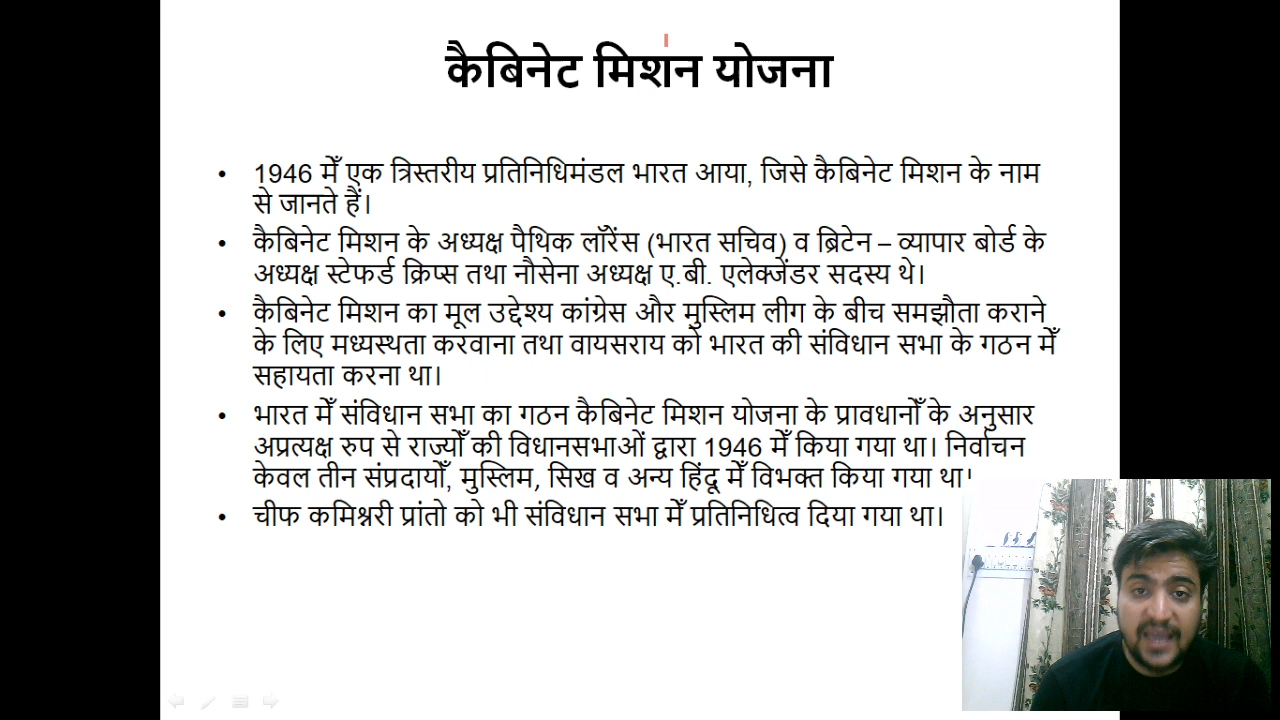 कैबिनेट मिशन योजना
• 1946 मेँ एक त्रिस्तरीय प्रतिनिधिमंडल भारत आया, जिसे कैबिनेट मिशन के नाम
से जानते हैं।
• कैबिनेट मिशन के अध्यक्ष पैथिक लॉरेंस (भारत सचिव) व ब्रिटेन – व्यापार बोर्ड के
अध्यक्ष स्टेफर्ड क्रिप्स तथा नौसेना अध्यक्ष ए.बी. एलेक्जेंडर सदस्य थे।
• कैबिनेट मिशन का मूल उद्देश्य कांग्रेस और मुस्लिम लीग के बीच समझौता कराने
के लिए मध्यस्थता करवाना तथा वायसराय को भारत की संविधान सभा के गठन मेँ
सहायता करना था।
• भारत मेँ संविधान सभा का गठन कैबिनेट मिशन योजना के प्रावधानोँ के अनुसार
अप्रत्यक्ष रुप से राज्योँ की विधानसभाओं द्वारा 1946 मेँ किया गया था। निर्वाचन
केवल तीन संप्रदायोँ, मुस्लिम, सिख व अन्य हिंदू मेँ विभक्त किया गया था।
• चीफ कमिश्नरी प्रांतो को भी संविधान सभा मेँ प्रतिनिधित्व दिया गया था।